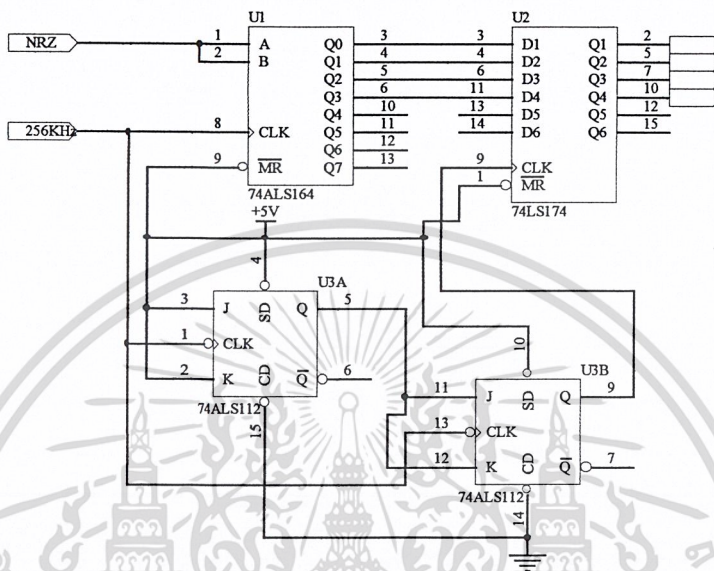 U1
U2
NRZ
1 A Q0 3
2 B Q1 4
Q2 5
Q3 6
Q4 10
256KHz 8 CLK Q5 11
Q6 12
9 MR Q7 13
74ALS164
3 D1 Q1 2
4 D2 Q2 5
6 D3 Q3 7
11 D4 Q4 10
13 D5 Q5 12
14 D6 Q6 15
9 CLK
1 MR
74LS174
+5V
4
U3A
3 J SD Q 5
1 CLK
2 K CD Q 6
74ALS112
15
10
U3B
11 J SD Q 9
13 CLK
12 K CD Q 7
74ALS112
14